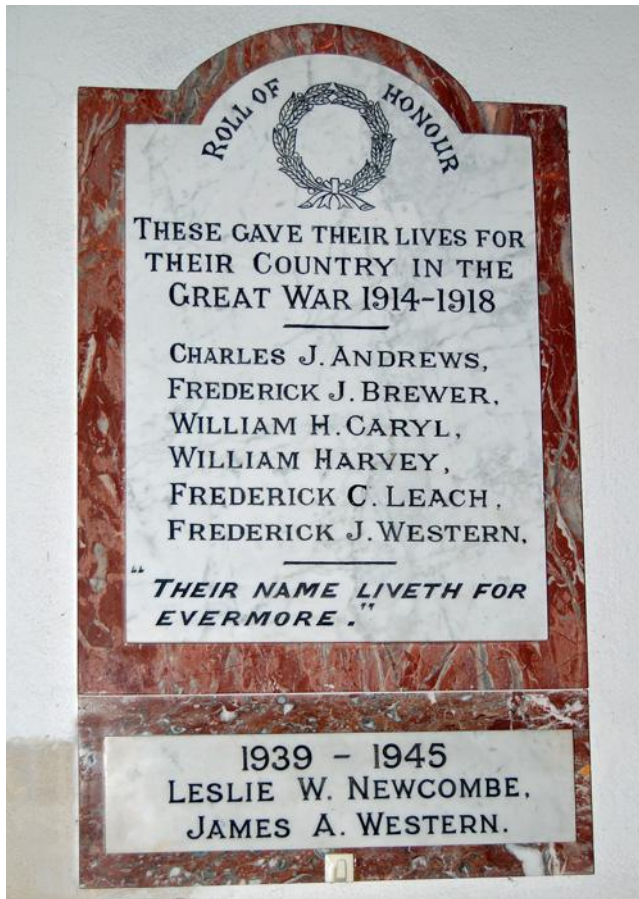 ROLL OF HONOUR
THESE GAVE THEIR LIVES FOR
THEIR COUNTRY IN THE
GREAT WAR 1914-1918
CHARLES J. ANDREWS,
FREDERICK J. BREWER,
WILLIAM H. CARYL,
WILLIAM HARVEY,
FREDERICK C. LEACH,
FREDERICK J. WESTERN,
"THEIR NAME LIVETH FOR
EVERMORE."
1939 - 1945
LESLIE W. NEWCOMBE,
JAMES A. WESTERN.